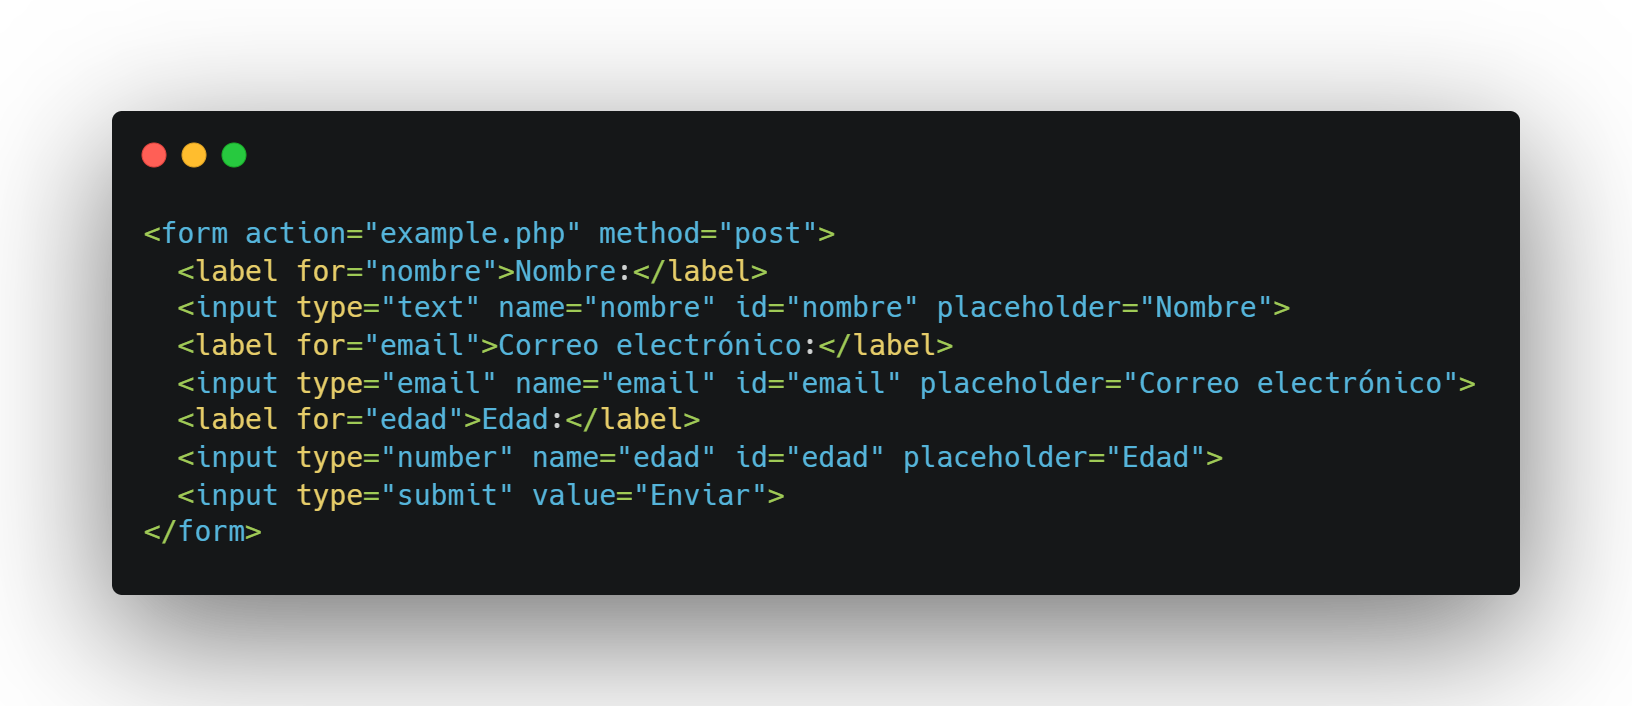 <form action="example.php" method="post">
  <label for="nombre">Nombre:</label>
  <input type="text" name="nombre" id="nombre" placeholder="Nombre">
  <label for="email">Correo electrónico:</label>
  <input type="email" name="email" id="email" placeholder="Correo electrónico">
  <label for="edad">Edad:</label>
  <input type="number" name="edad" id="edad" placeholder="Edad">
  <input type="submit" value="Enviar">
</form>